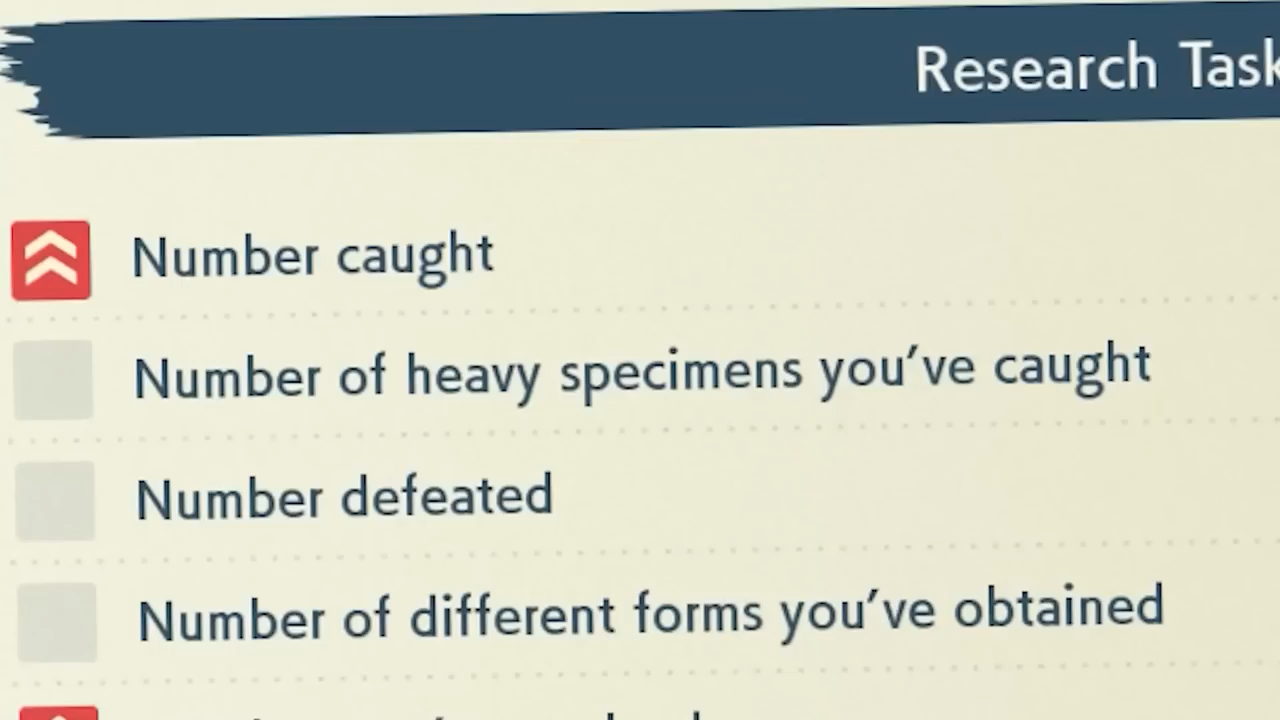 Research Task
Number caught
Number of heavy specimens you've caught
Number defeated
Number of different forms you've obtained